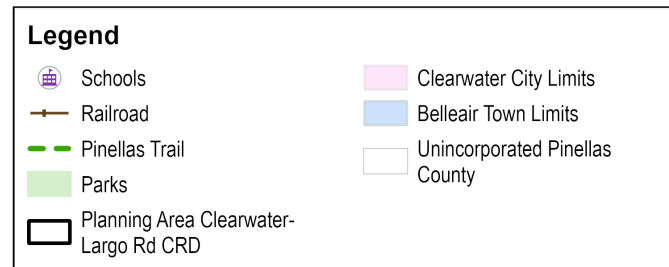 Legend
Schools
Railroad
Pinellas Trail
Parks
Planning Area Clearwater-
Largo Rd CRD
Clearwater City Limits
Belleair Town Limits
Unincorporated Pinellas
County